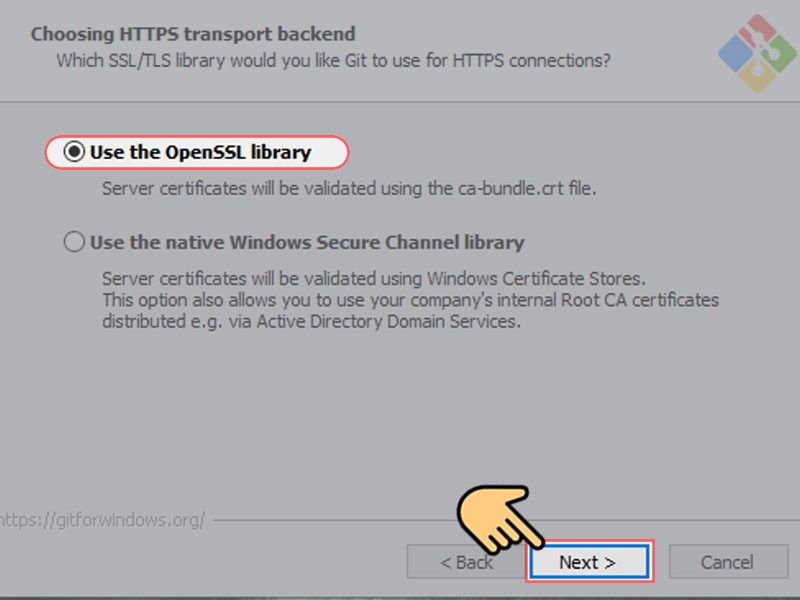 Choosing HTTPS transport backend
Which SSL/TLS library would you like Git to use for HTTPS connections?
Use the OpenSSL library
Server certificates will be validated using the ca-bundle.crt file.
Use the native Windows Secure Channel library
Server certificates will be validated using Windows Certificate Stores.
This option also allows you to use your company's internal Root CA certificates
distributed e.g. via Active Directory Domain Services.
https://gitforwindows.org/
< Back
Next >
Cancel